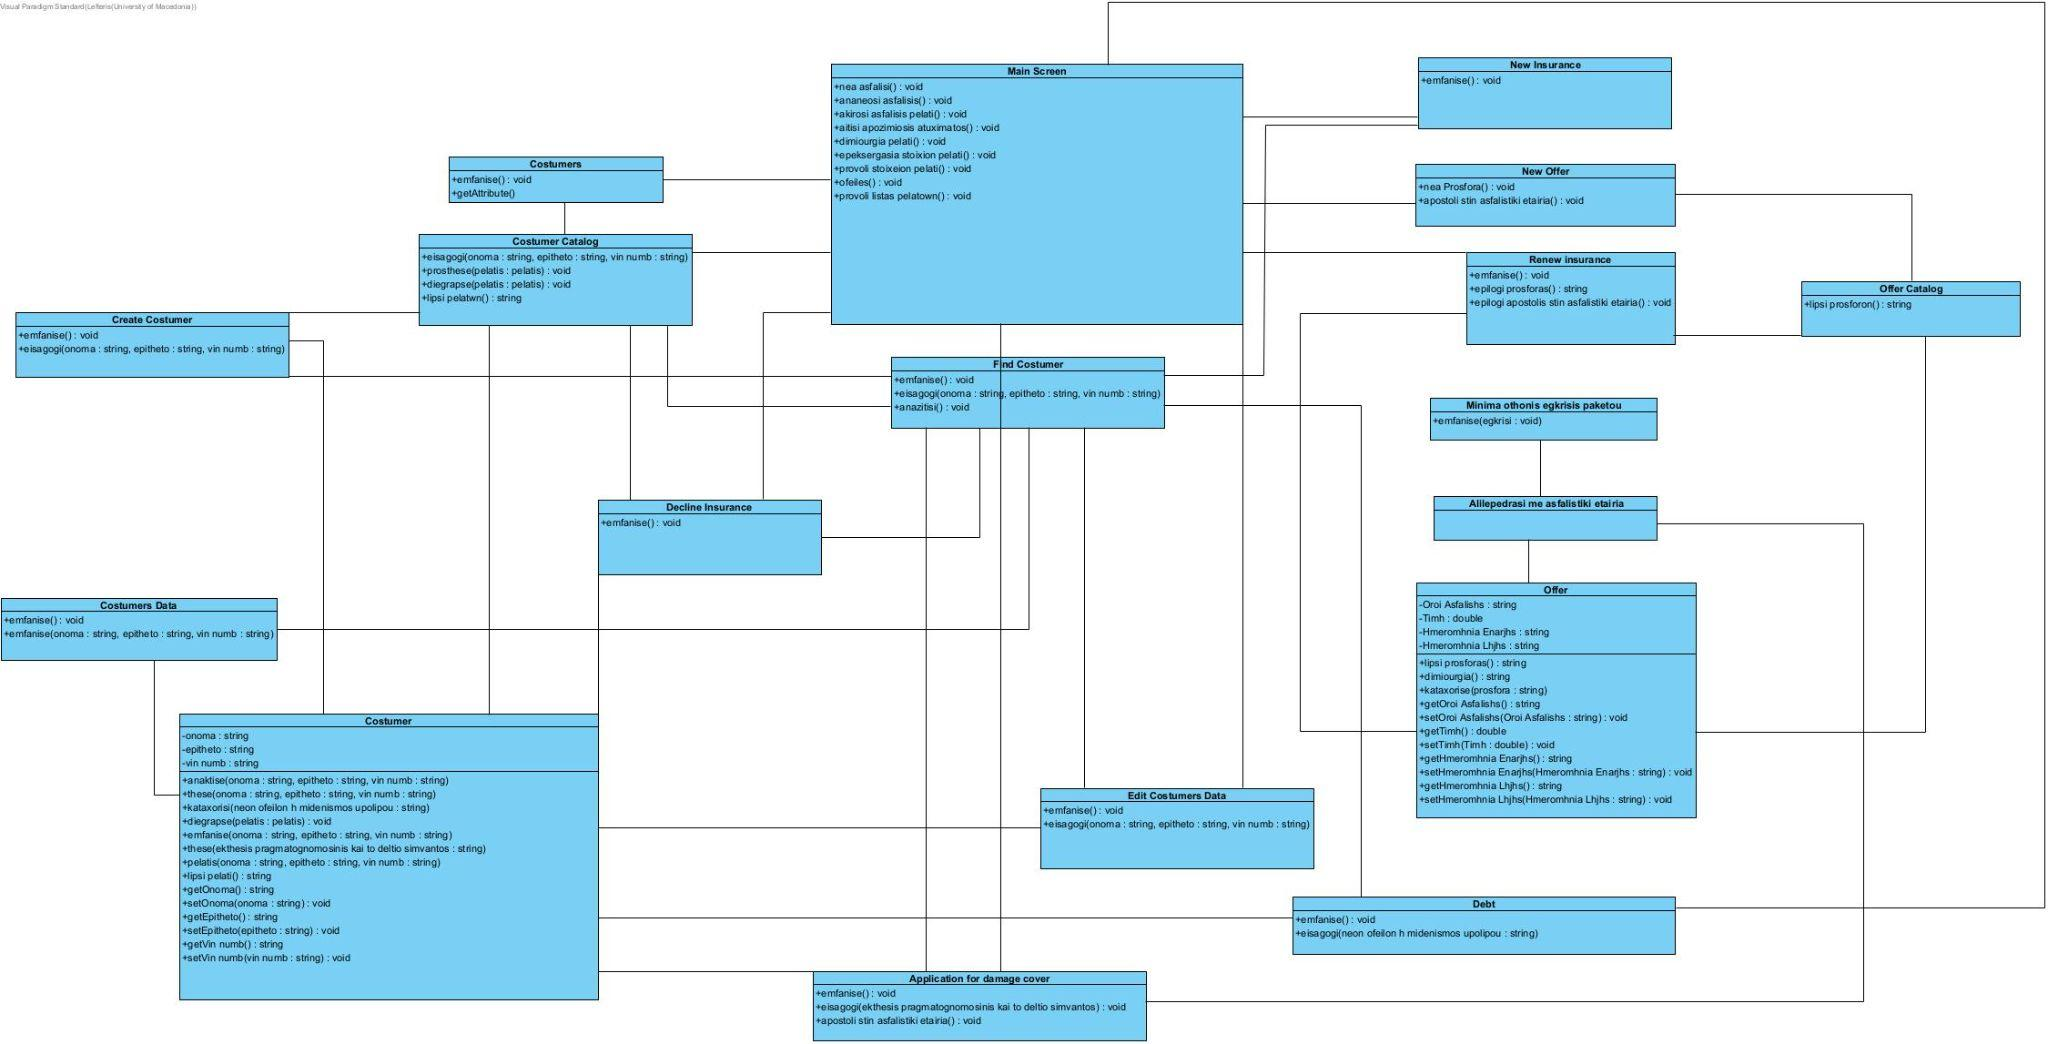 Visual Paradigm Standard(Lefteris(University of Macedonia))
Main Screen
+nea asfalisi() : void
+ananeosi asfalisis() : void
+akirosi asfalisis pelati() : void
+aitisi apozimiosis atuximatos() : void
+dimiourgia pelati() : void
+epeksergasia stoixion pelati() : void
+provoli stoixeion pelati() : void
+ofeiles() : void
+provoli listas pelatown() : void
New Insurance
+emfanise() : void
Costumers
+emfanise() : void
+getAttribute()
New Offer
+nea Prosfora() : void
+apostoli stin asfalistiki etairia() : void
Costumer Catalog
+eisagogi(onoma : string, epitheto : string, vin numb : string)
+prosthese(pelatis : pelatis) : void
+diegrapse(pelatis : pelatis) : void
+lipsi pelatwn() : string
Renew insurance
+emfanise() : void
+epilogi prosforas() : string
+epilogi apostolis stin asfalistiki etairia() : void
Offer Catalog
+lipsi prosforon() : string
Create Costumer
+emfanise() : void
+eisagogi(onoma : string, epitheto : string, vin numb : string)
Find Costumer
+emfanise() : void
+eisagogi(onoma : string, epitheto : string, vin numb : string)
+anazitisi() : void
Minima othonis egkrisis paketou
+emfanise(egkrisi : void)
Decline Insurance
+emfanise() : void
Alilepedrasi me asfalistiki etairia
Costumers Data
+emfanise() : void
+emfanise(onoma : string, epitheto : string, vin numb : string)
Offer
-Oroi Asfalishs : string
-Timh : double
-Hmeromhnia Enarjhs : string
-Hmeromhnia Lhjhs : string
+lipsi prosforas() : string
+dimiourgia() : string
+kataxorise(prosfora : string)
+getOroi Asfalishs() : string
+setOroi Asfalishs(Oroi Asfalishs : string) : void
+getTimh() : double
+setTimh(Timh : double) : void
+getHmeromhnia Enarjhs() : string
+setHmeromhnia Enarjhs(Hmeromhnia Enarjhs : string) : void
+getHmeromhnia Lhjhs() : string
+setHmeromhnia Lhjhs(Hmeromhnia Lhjhs : string) : void
Costumer
-onoma : string
-epitheto : string
-vin numb : string
+anaktise(onoma : string, epitheto : string, vin numb : string)
+these(onoma : string, epitheto : string, vin numb : string)
+kataxorisi(neon ofeilon h midenismos upolipou : string)
+diegrapse(pelatis : pelatis) : void
+emfanise(onoma : string, epitheto : string, vin numb : string)
+these(ekthesis pragmatognomosinis kai to deltio simvantos : string)
+pelatis(onoma : string, epitheto : string, vin numb : string)
+lipsi pelati() : string
+getOnoma() : string
+setOnoma(onoma : string) : void
+getEpitheto() : string
+setEpitheto(epitheto : string) : void
+getVin numb() : string
+setVin numb(vin numb : string) : void
Edit Costumers Data
+emfanise() : void
+eisagogi(onoma : string, epitheto : string, vin numb : string)
Debt
+emfanise() : void
+eisagogi(neon ofeilon h midenismos upolipou : string)
Application for damage cover
+emfanise() : void
+eisagogi(ekthesis pragmatognomosinis kai to deltio simvantos) : void
+apostoli stin asfalistiki etairia() : void